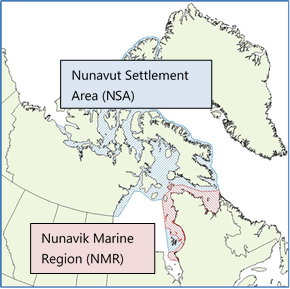 Nunavut Settlement
Area (NSA)
Nunavik Marine
Region (NMR)